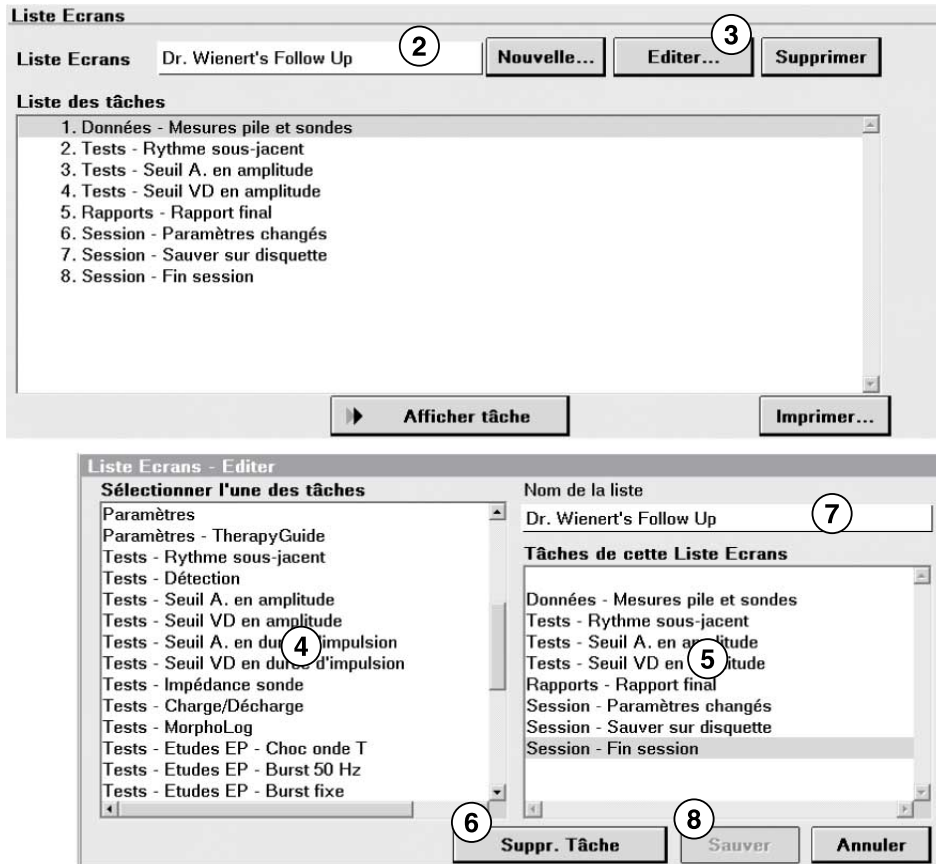 Liste Ecrans
Liste Ecrans Dr. Wienert's Follow Up 2 Nouvelle... Editer... 3 Supprimer
Liste des tâches
1. Données - Mesures pile et sondes
2. Tests - Rythme sous-jacent
3. Tests - Seuil A. en amplitude
4. Tests - Seuil VD en amplitude
5. Rapports - Rapport final
6. Session - Paramètres changés
7. Session - Sauver sur disquette
8. Session - Fin session
Afficher tâche Imprimer...
Liste Ecrans - Editer
Sélectionner l'une des tâches
Paramètres
Paramètres - TherapyGuide
Tests - Rythme sous-jacent
Tests - Détection
Tests - Seuil A. en amplitude
Tests - Seuil VD en amplitude
Tests - Seuil A. en durée d'impulsion
4
Tests - Seuil VD en durée d'impulsion
Tests - Impédance sonde
Tests - Charge/Décharge
Tests - MorphoLog
Tests - Etudes EP - Choc onde T
Tests - Etudes EP - Burst 50 Hz
Tests - Etudes EP - Burst fixe
Nom de la liste
Dr. Wienert's Follow Up 7
Tâches de cette Liste Ecrans
Données - Mesures pile et sondes
Tests - Rythme sous-jacent
Tests - Seuil A. en amplitude
5
Tests - Seuil VD en amplitude
Rapports - Rapport final
Session - Paramètres changés
Session - Sauver sur disquette
Session - Fin session
6 Suppr. Tâche 8 Sauver Annuler